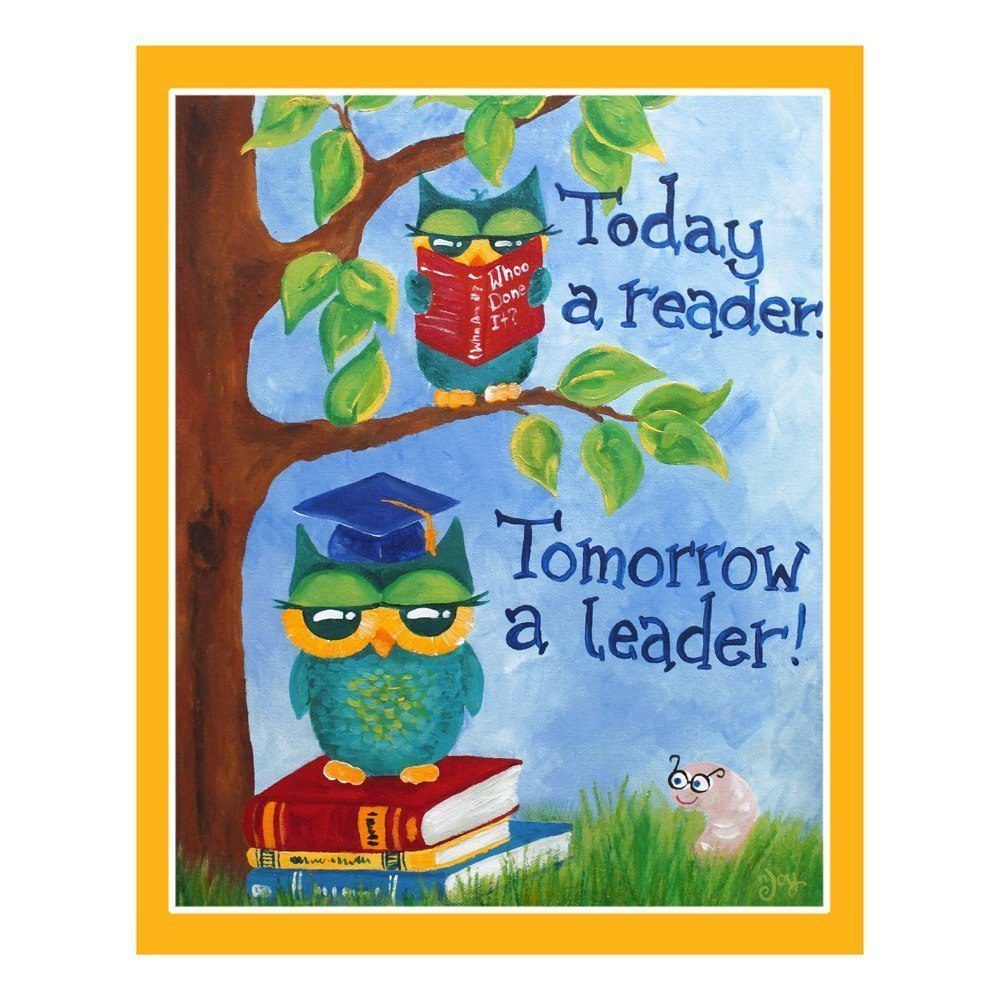 Today
a reader.
Whoo
Done
It?
Tomorrow
a leader!